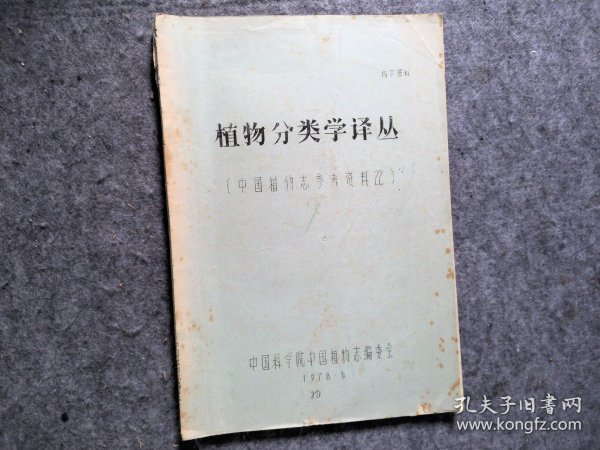 内部资料
植物分类学译丛
（中国植物志参考资料22）
中国科学院中国植物志编委会
1978·6
孔夫子旧书网
www.kongfz.com